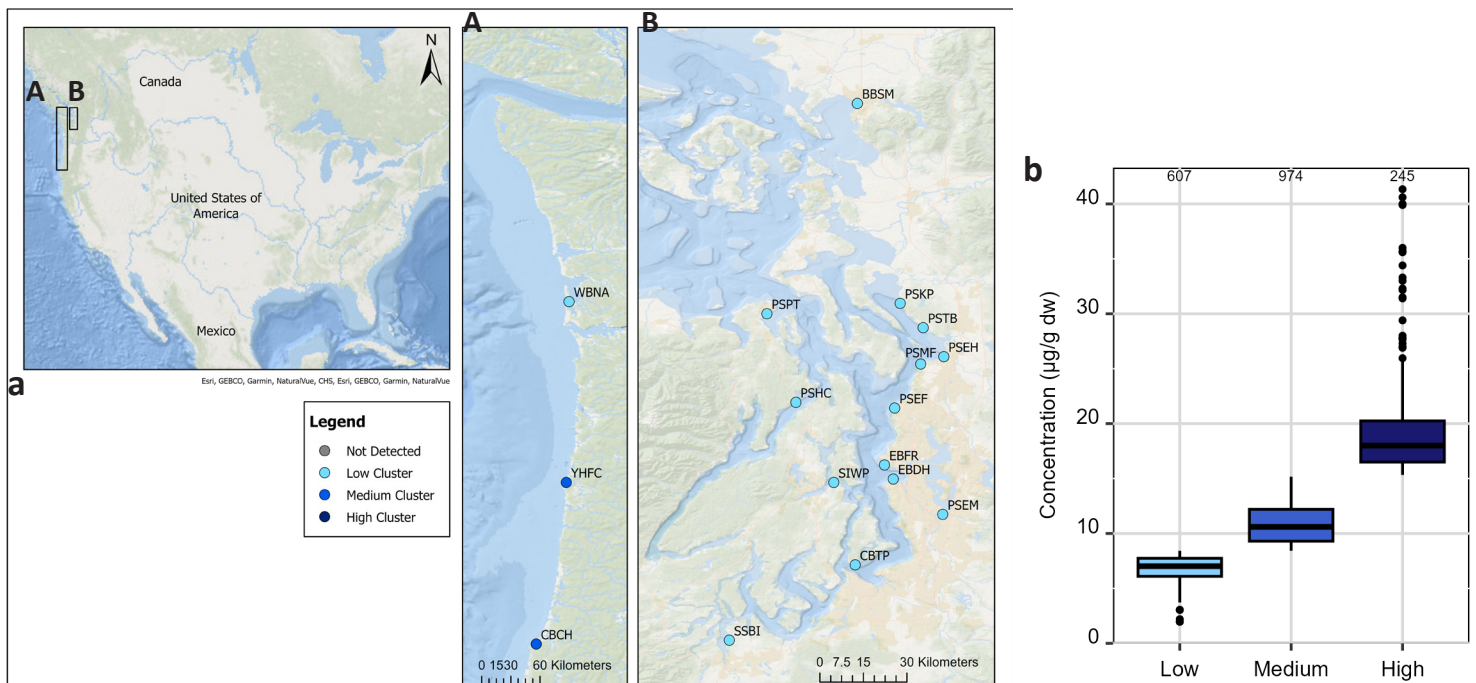 A
B
N
Canada
A
B
United States of
America
Mexico
Esri, GEBCO, Garmin, NaturalVue, CHS, Esri, GEBCO, Garmin, NaturalVue
a
Legend
Not Detected
Low Cluster
Medium Cluster
High Cluster
WBNA
YHFC
CBCH
0 1530 60 Kilometers
BBSM
PSKP
PSPT
PSTB
PSEH
PSMF
PSHC
PSEF
EBFR
SIWP
EBDH
PSEM
CBTP
SSBI
0 7.5 15 30 Kilometers
b
607 974 245
Concentration (µg/g dw)
40
30
20
10
0
Low Medium High